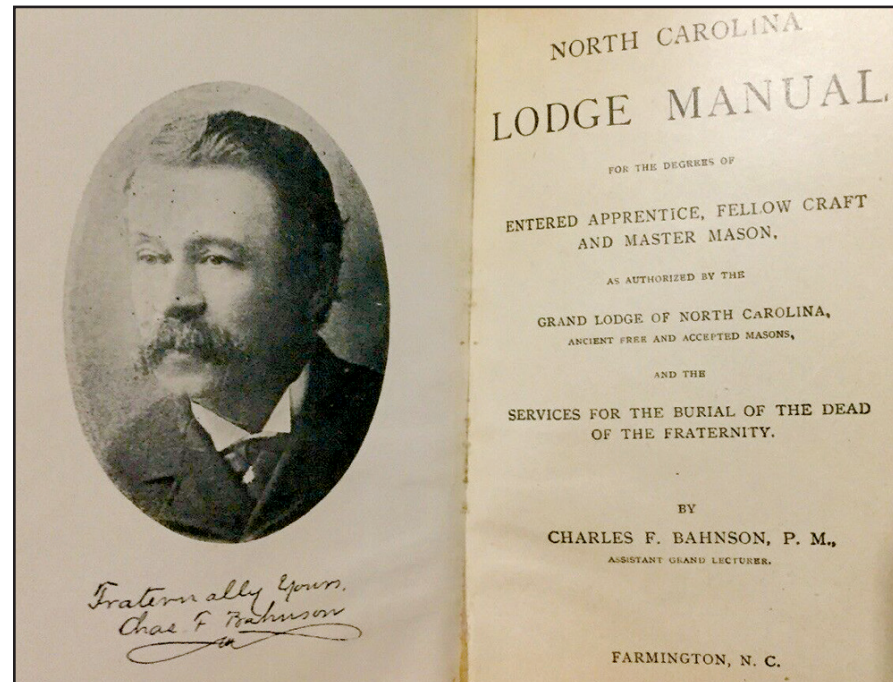 Fraternally Yours,
Chas. F Bahnson
NORTH CAROLINA
LODGE MANUAL
FOR THE DEGREES OF
ENTERED APPRENTICE, FELLOW CRAFT
AND MASTER MASON,
AS AUTHORIZED BY THE
GRAND LODGE OF NORTH CAROLINA,
ANCIENT FREE AND ACCEPTED MASONS,
AND THE
SERVICES FOR THE BURIAL OF THE DEAD
OF THE FRATERNITY.
BY
CHARLES F. BAHNSON, P. M.,
ASSISTANT GRAND LECTURER.
FARMINGTON, N. C.